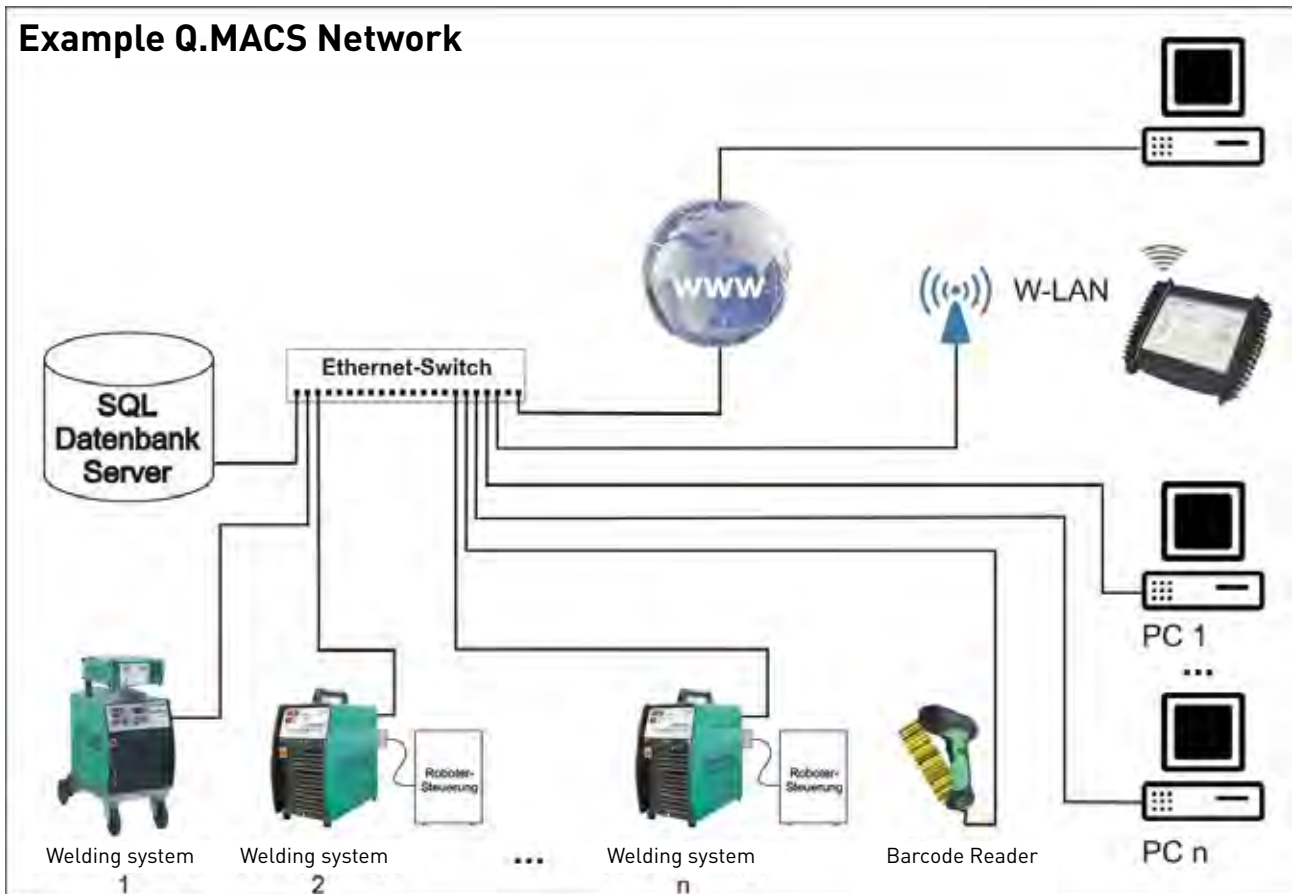 Example Q.MACS Network
www
W-LAN
Ethernet-Switch
SQL
Datenbank
Server
PC 1
...
Roboter-
Steuerung
Roboter-
Steuerung
Welding system
1
Welding system
2
...
Welding system
n
Barcode Reader
PC n